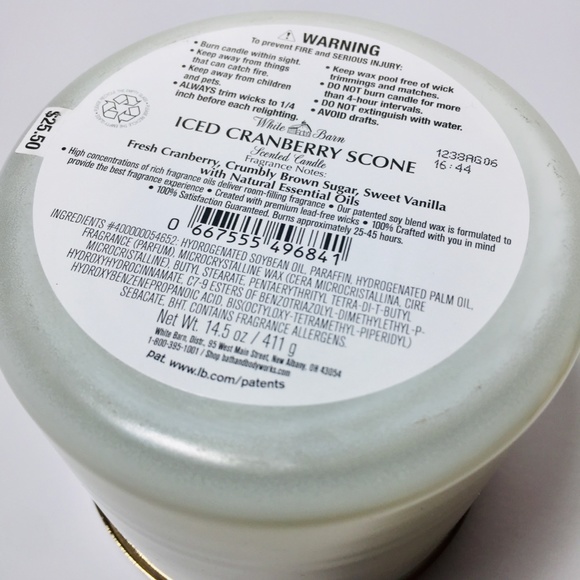 ⚠ WARNING
To prevent FIRE and SERIOUS INJURY:
• Burn candle within sight.
• Keep away from things
that can catch fire.
• Keep away from children
and pets.
• ALWAYS trim wicks to 1/4
inch before each relighting.
• Keep wax pool free of wick
trimmings and matches.
• DO NOT burn candle for more
than 4-hour intervals.
• DO NOT extinguish with water.
• AVOID drafts.
$25.50
White Barn
ICED CRANBERRY SCONE
Scented Candle
Fragrance Notes:
Fresh Cranberry, Crumbly Brown Sugar, Sweet Vanilla
with Natural Essential Oils
1238AG06
16:44
• High concentrations of rich fragrance oils deliver room-filling fragrance • Our patented soy blend wax is formulated to
provide the best fragrance experience • Created with premium lead-free wicks • 100% Crafted with you in mind
• 100% Satisfaction Guaranteed. Burns approximately 25-45 hours.
0 667555 496841
INGREDIENTS #400000054652: HYDROGENATED SOYBEAN OIL, PARAFFIN, HYDROGENATED PALM OIL,
FRAGRANCE (PARFUM), MICROCRYSTALLINE WAX (CERA MICROCRISTALLINA, CIRE
MICROCRISTALLINE), BUTYL STEARATE, PENTAERYTHRITYL TETRA-DI-T-BUTYL
HYDROXYHYDROCINNAMATE, C7-9 ESTERS OF BENZOTRIAZOLYL-DIMETHYLETHYL-P-
HYDROXYBENZENEPROPANOIC ACID, BIS(OCTYLOXY-TETRAMETHYL-PIPERIDYL)
SEBACATE, BHT. CONTAINS FRAGRANCE ALLERGENS.
Net Wt. 14.5 oz / 411 g
White Barn, Distr., 95 West Main Street, New Albany, OH 43054
1-800-395-1001 / Shop bathandbodyworks.com
pat. www.lb.com/patents